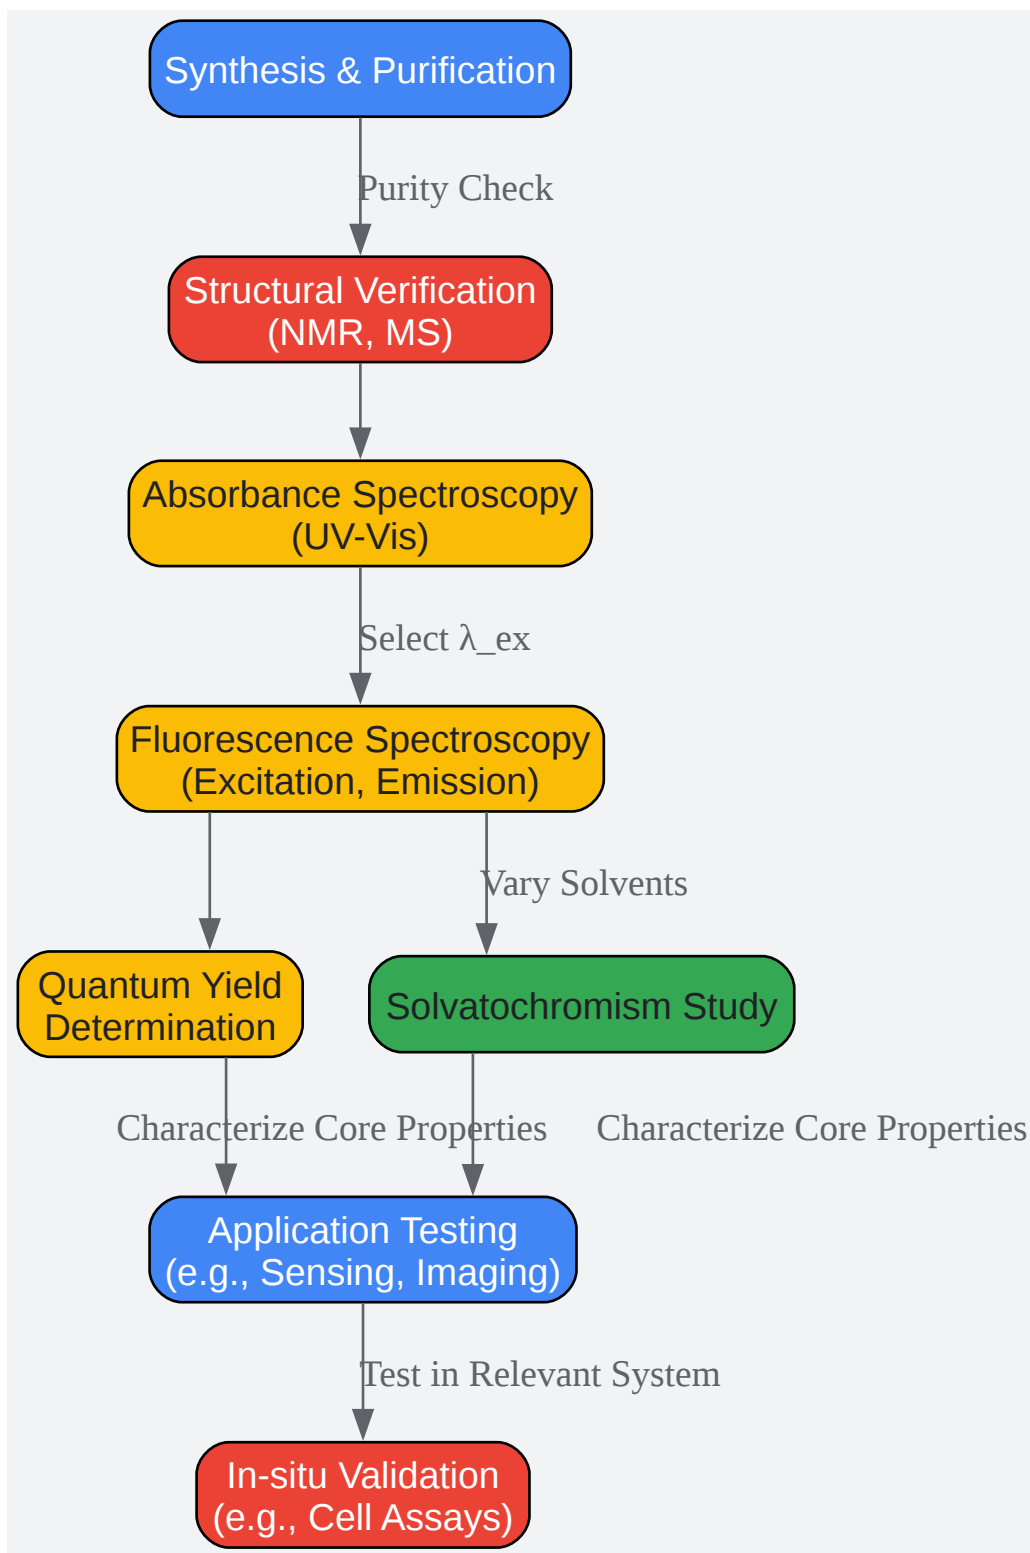 Synthesis & Purification
Purity Check
Structural Verification
(NMR, MS)
Absorbance Spectroscopy
(UV-Vis)
Select λ_ex
Fluorescence Spectroscopy
(Excitation, Emission)
Vary Solvents
Quantum Yield
Determination
Solvatochromism Study
Characterize Core Properties
Characterize Core Properties
Application Testing
(e.g., Sensing, Imaging)
Test in Relevant System
In-situ Validation
(e.g., Cell Assays)